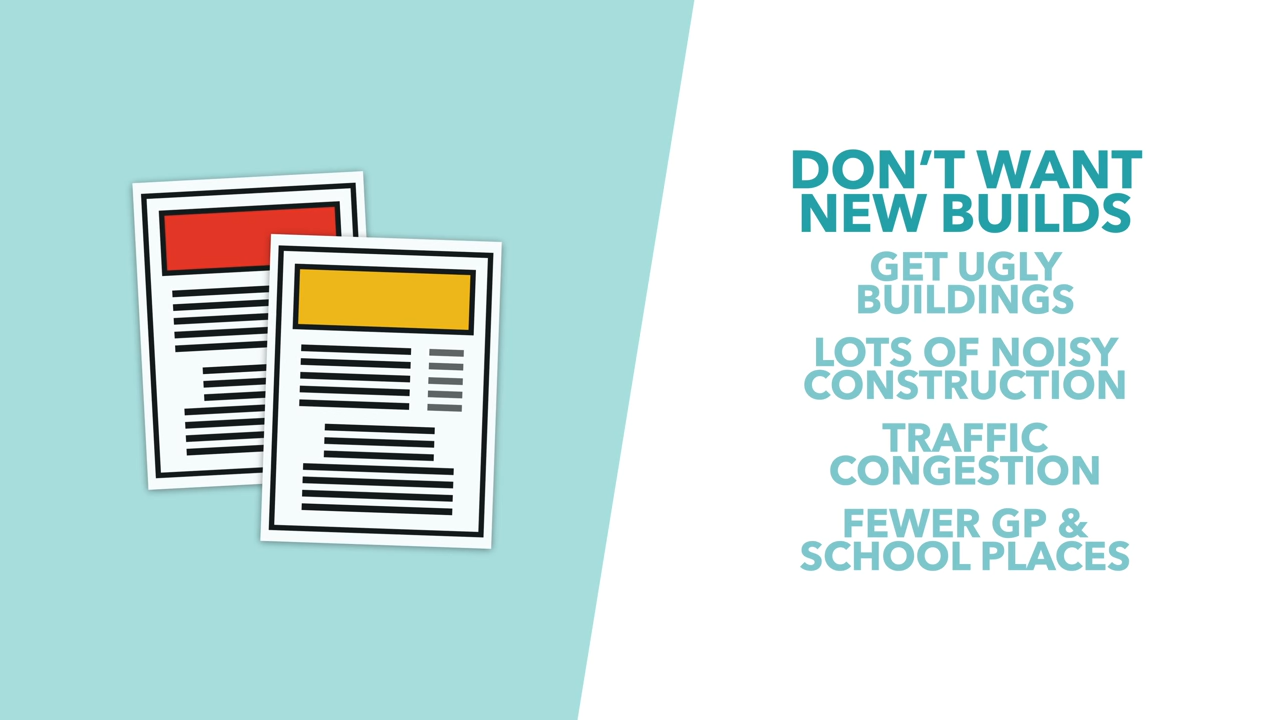 DON’T WANT
NEW BUILDS
GET UGLY
BUILDINGS
LOTS OF NOISY
CONSTRUCTION
TRAFFIC
CONGESTION
FEWER GP &
SCHOOL PLACES